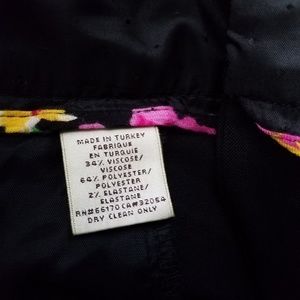 MADE IN TURKEY
FABRIQUE
EN TURQUIE
34% VISCOSE/
VISCOSE
64% POLYESTER/
POLYESTER
2% ELASTANE/
ELASTANE
RN#66170 CA#32054
DRY CLEAN ONLY